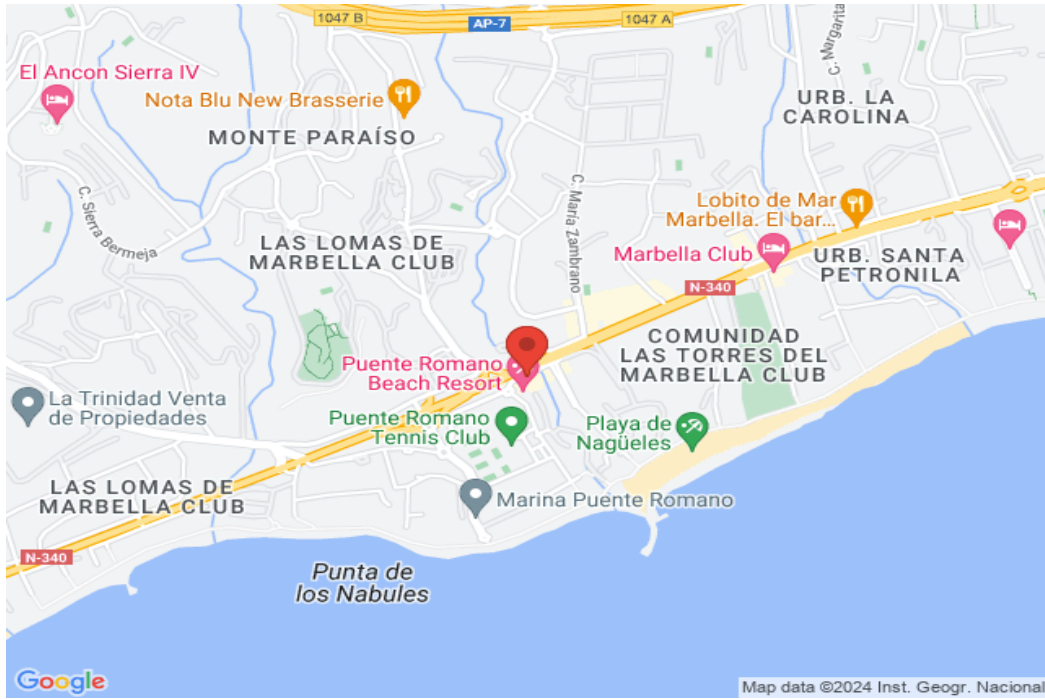 1047 B
AP-7
1047 A
C. Margarita
El Ancon Sierra IV
Nota Blu New Brasserie
MONTE PARAÍSO
URB. LA
CAROLINA
C. Sierra Bermeja
C. María Zambrano
Lobito de Mar
Marbella. El bar...
LAS LOMAS DE
MARBELLA CLUB
Marbella Club
URB. SANTA
PETRONILA
N-340
COMUNIDAD
LAS TORRES DEL
MARBELLA CLUB
Puente Romano
Beach Resort
La Trinidad Venta
de Propiedades
Puente Romano
Tennis Club
Playa de
Nagüeles
LAS LOMAS DE
MARBELLA CLUB
Marina Puente Romano
N-340
Punta de
los Nabules
Google
Map data ©2024 Inst. Geogr. Nacional